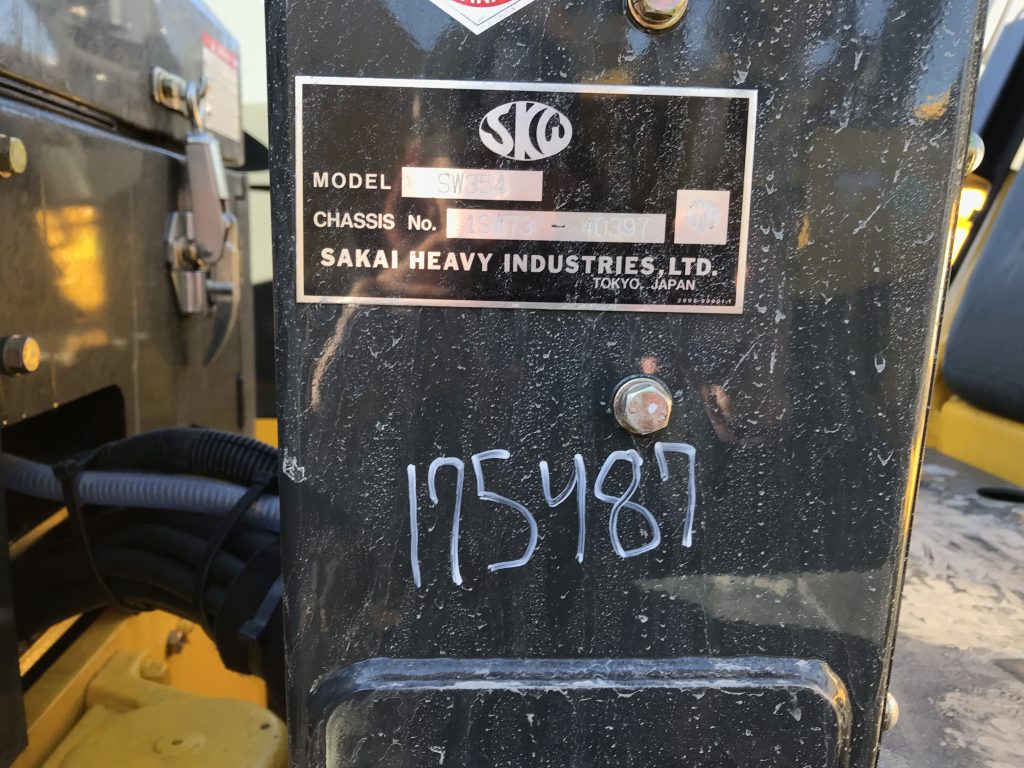 SKW
MODEL SW354
CHASSIS No. 1SW73 - 40397
SAKAI HEAVY INDUSTRIES, LTD.
TOKYO, JAPAN
175487